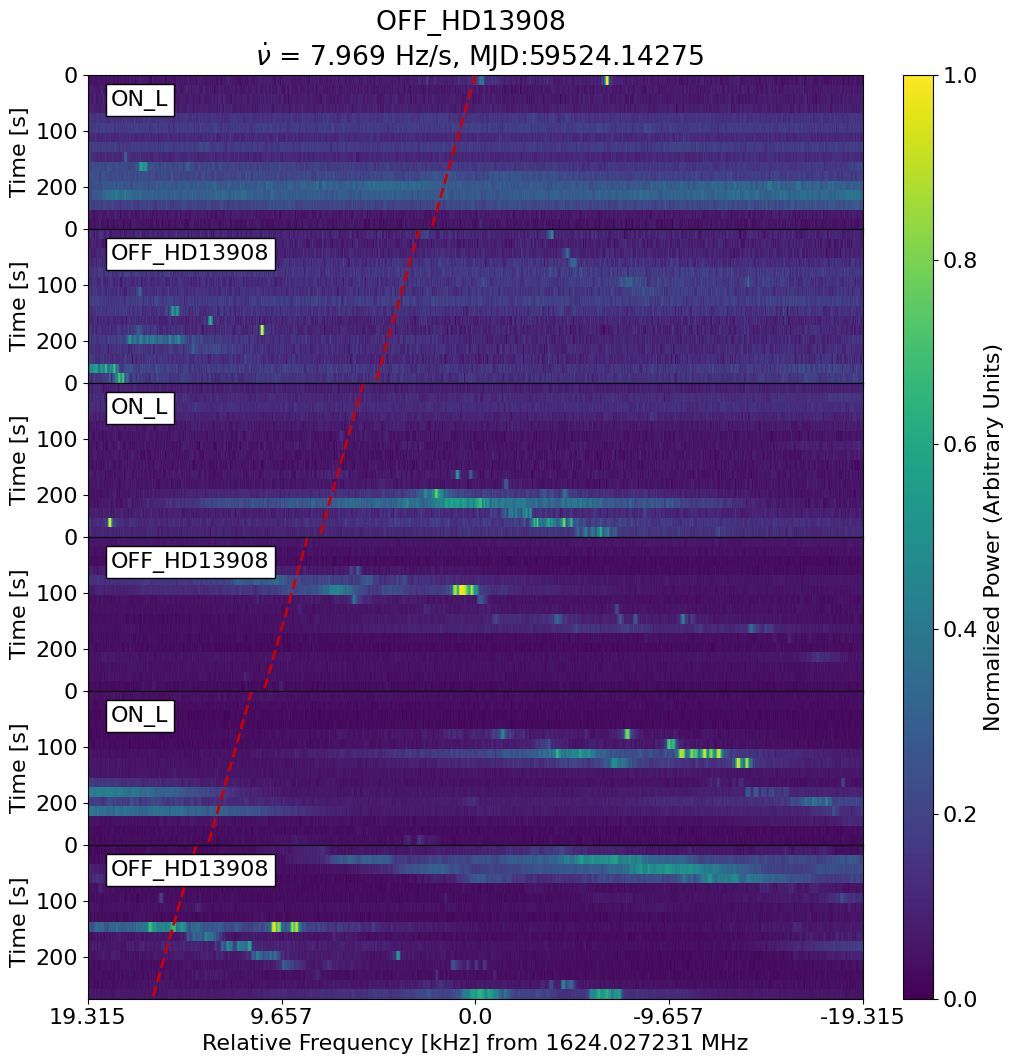 OFF_HD13908
ν̇ = 7.969 Hz/s, MJD:59524.14275
0
100
200
Time [s]
ON_L
0
100
200
Time [s]
OFF_HD13908
0
100
200
Time [s]
ON_L
0
100
200
Time [s]
OFF_HD13908
0
100
200
Time [s]
ON_L
0
100
200
Time [s]
OFF_HD13908
19.315 9.657 0.0 -9.657 -19.315
Relative Frequency [kHz] from 1624.027231 MHz
1.0
0.8
0.6
0.4
0.2
0.0
Normalized Power (Arbitrary Units)